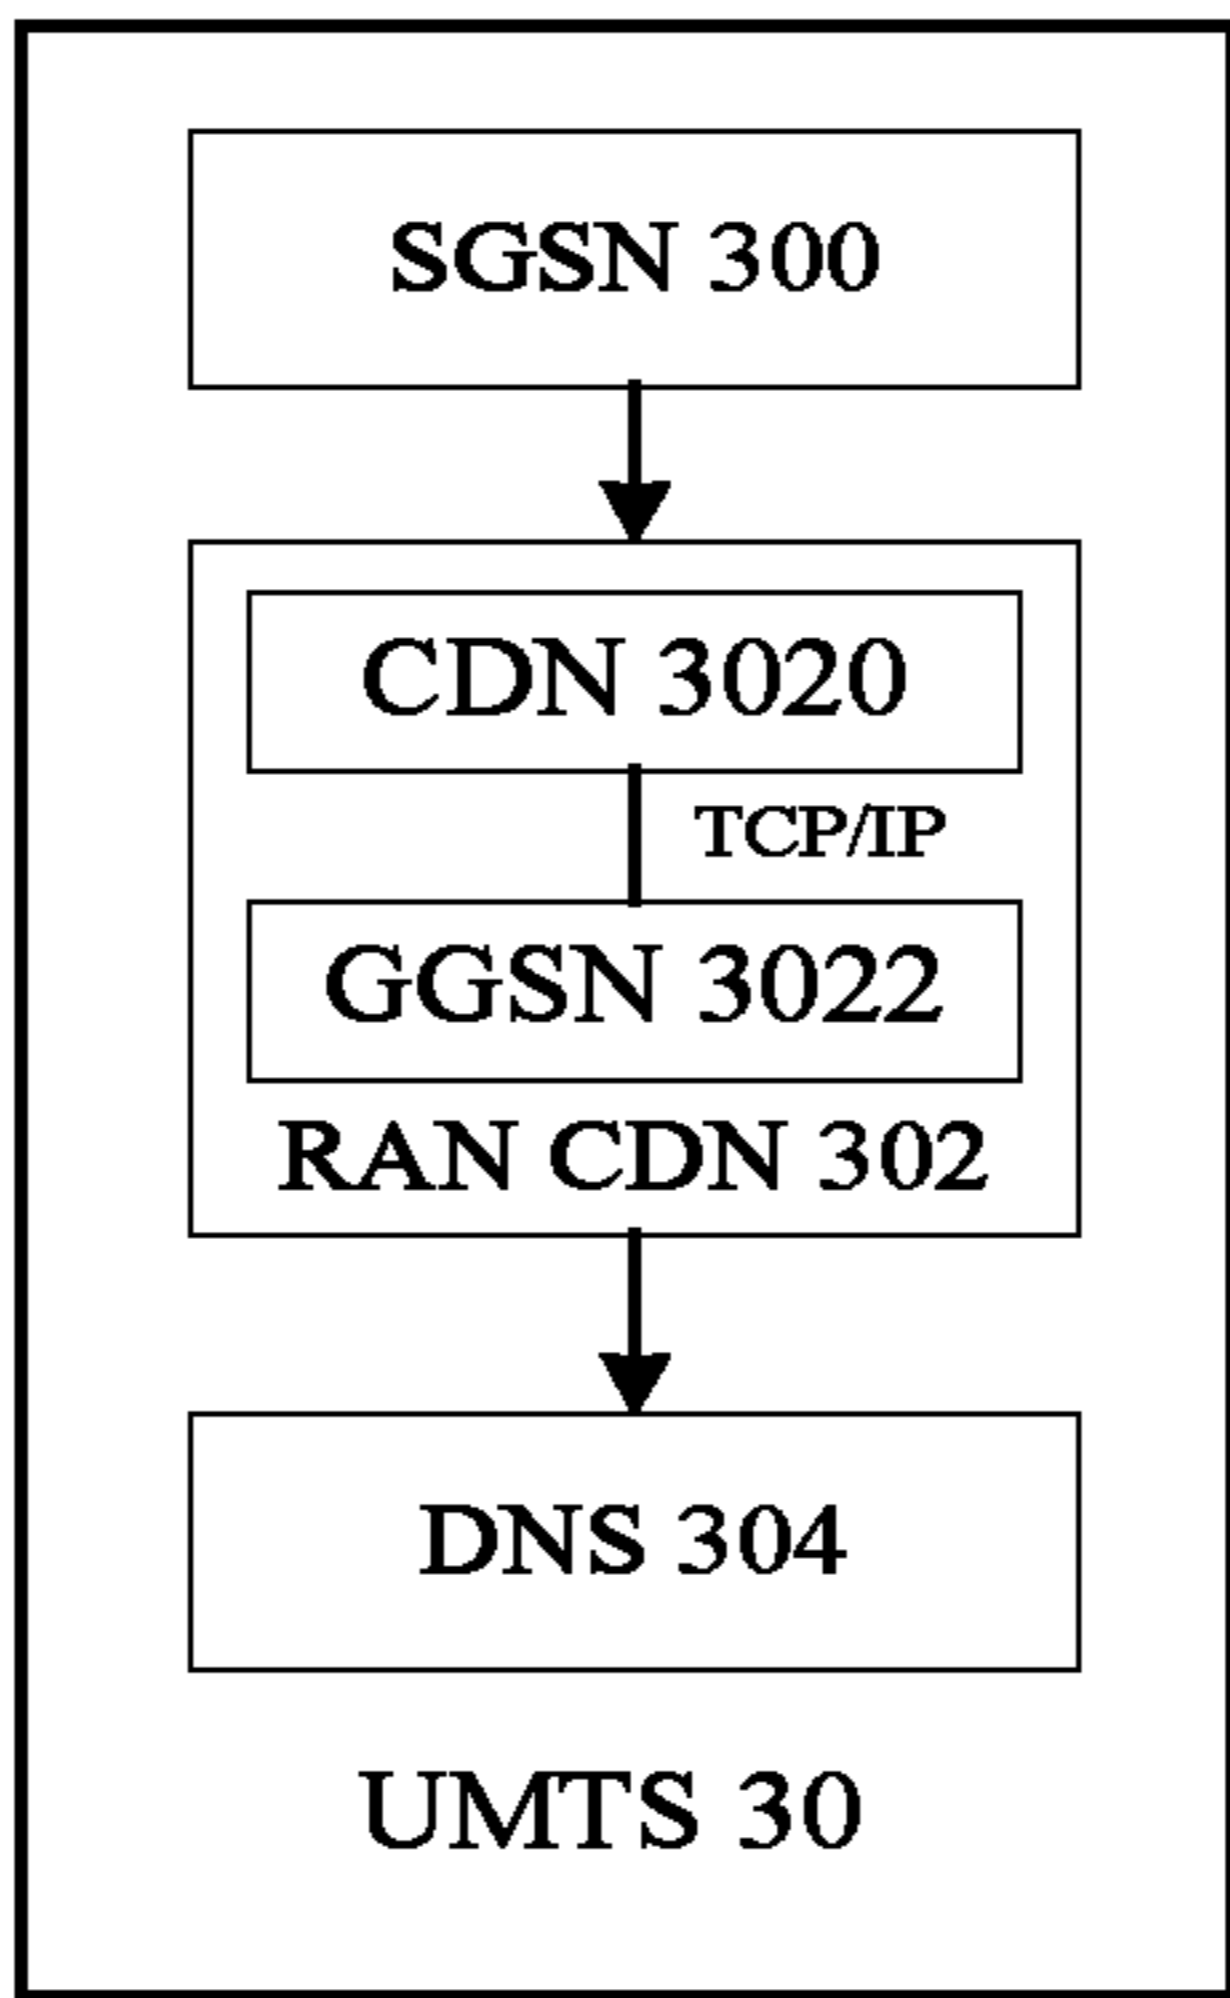 SGSN 300
CDN 3020
TCP/IP
GGSN 3022
RAN CDN 302
DNS 304
UMTS 30